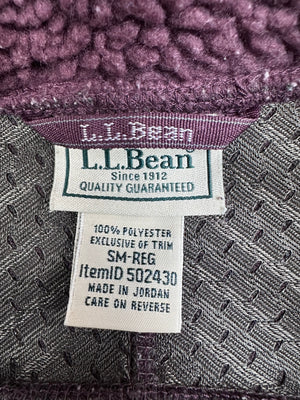 L.L.Bean
L.L.Bean
Since 1912
QUALITY GUARANTEED
100% POLYESTER
EXCLUSIVE OF TRIM
SM-REG
ItemID 502430
MADE IN JORDAN
CARE ON REVERSE